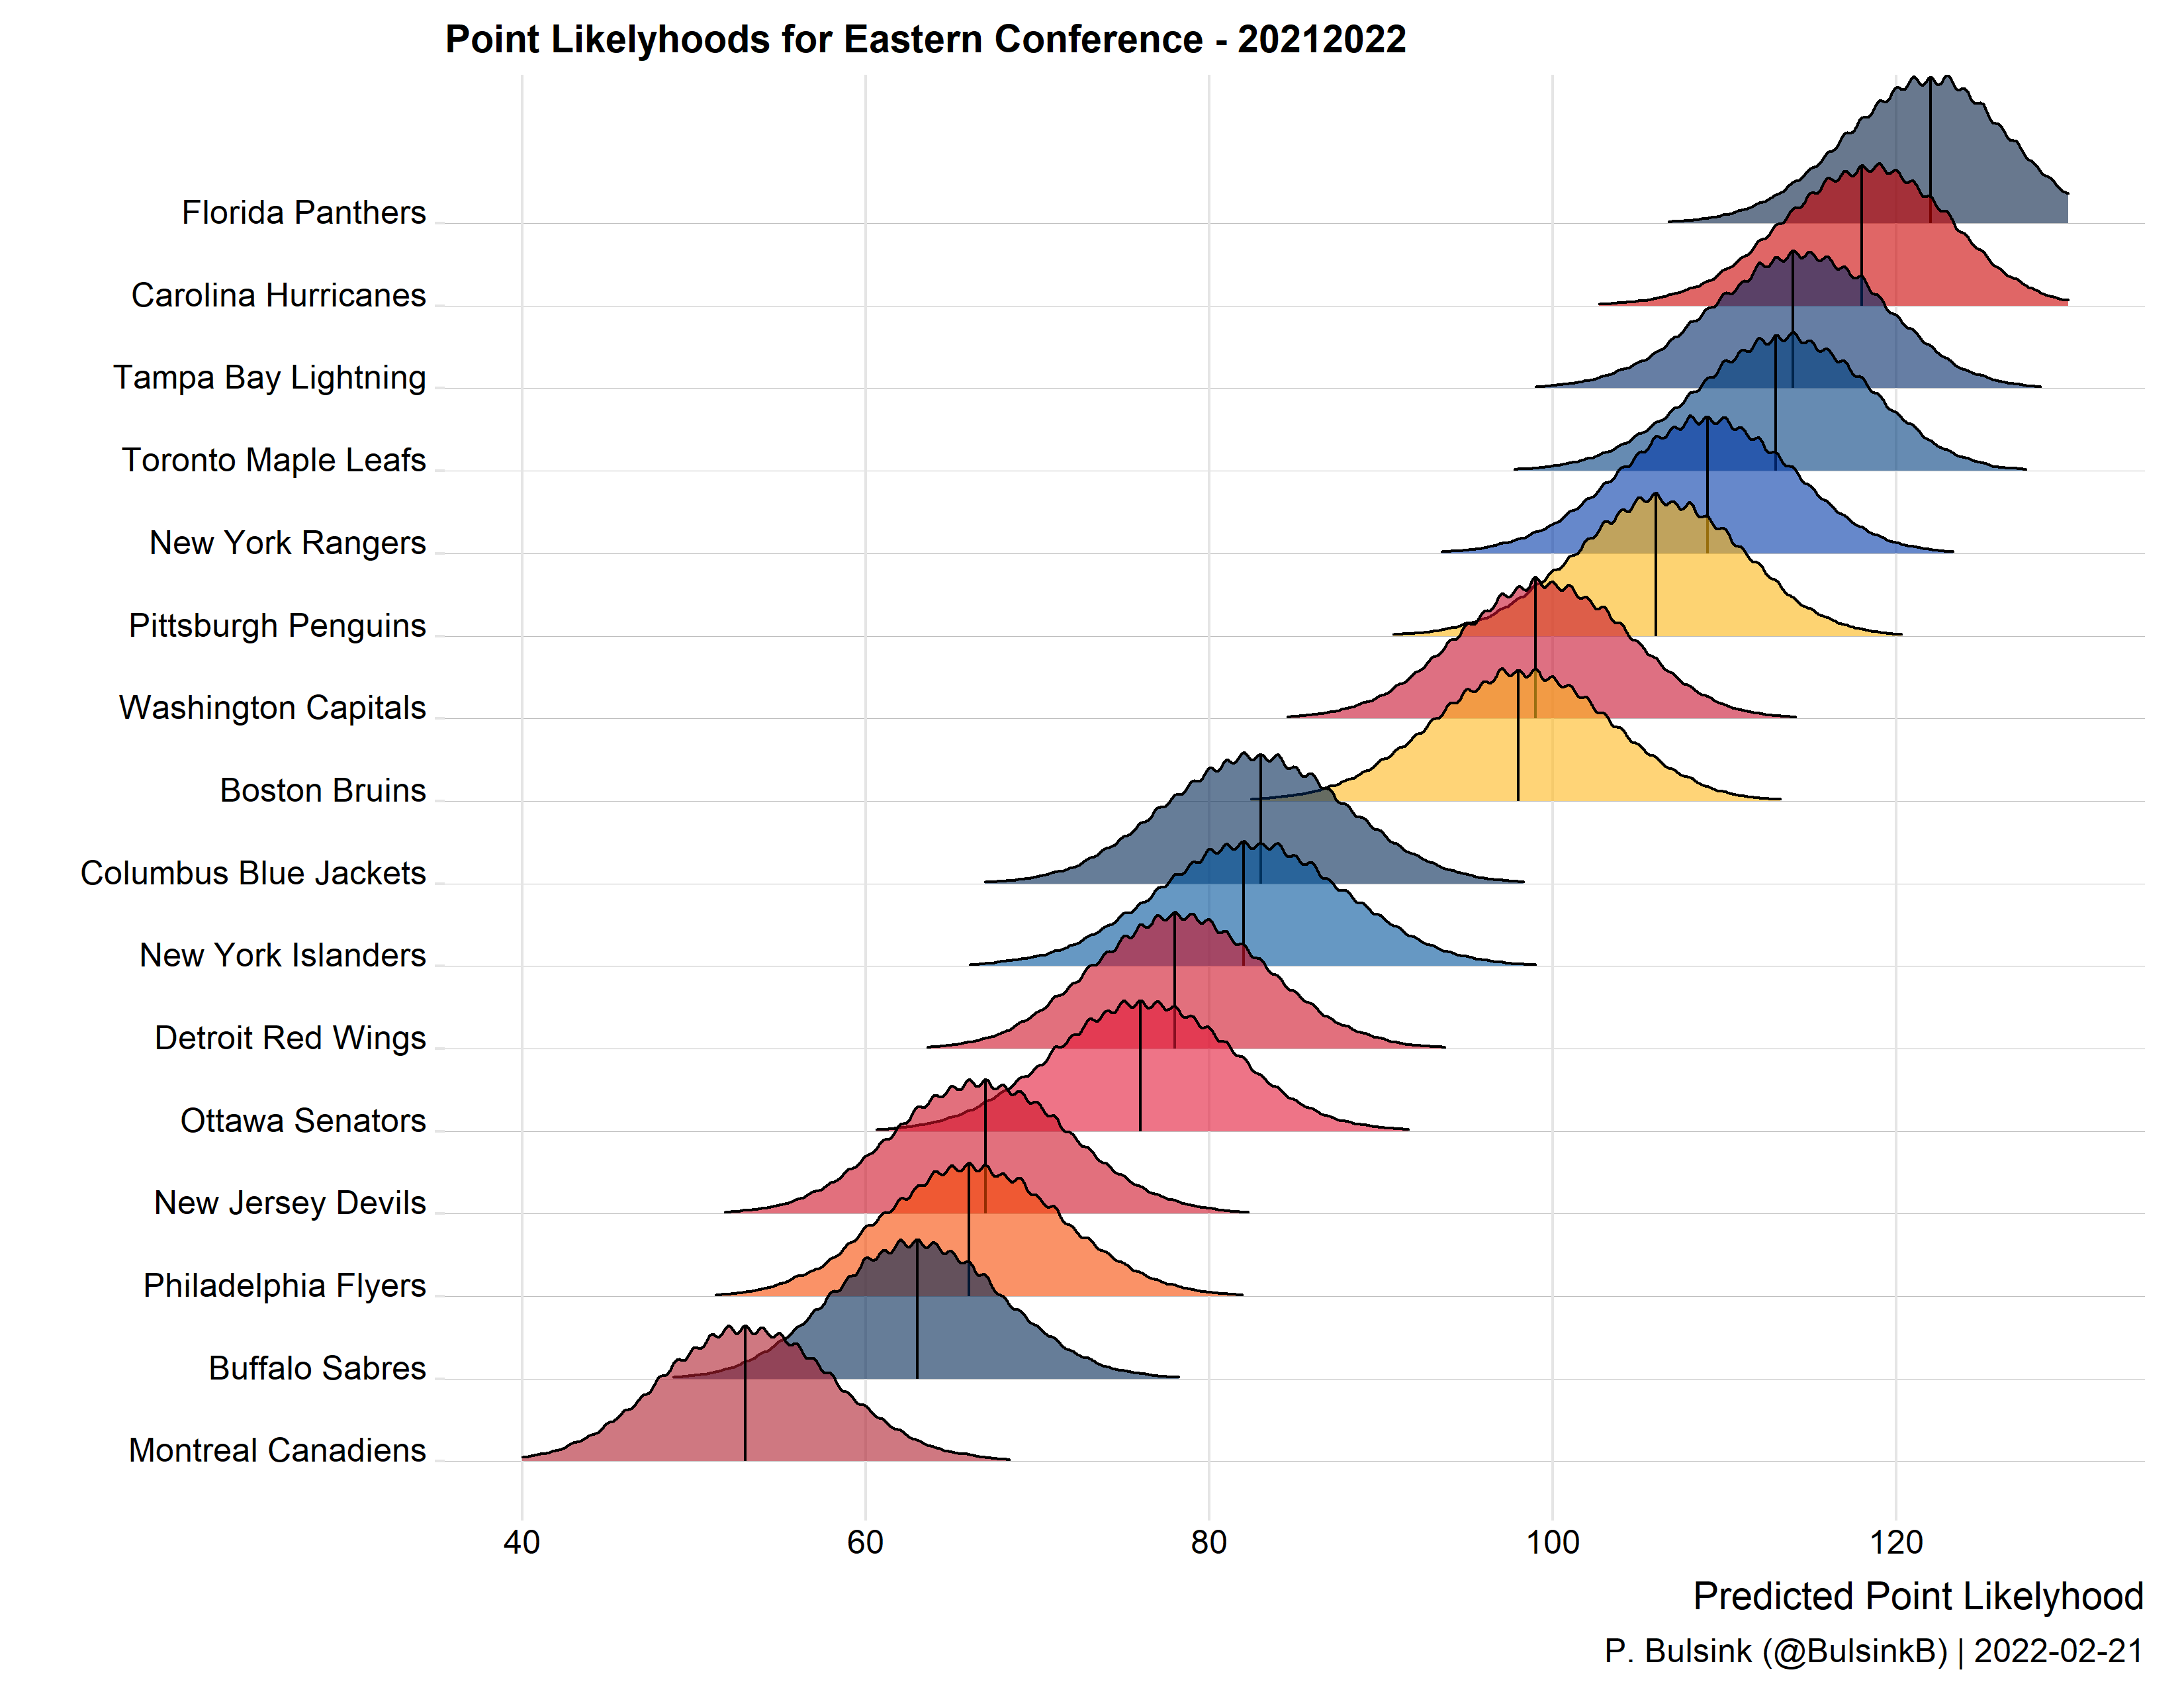 Point Likelyhoods for Eastern Conference - 20212022
Florida Panthers
Carolina Hurricanes
Tampa Bay Lightning
Toronto Maple Leafs
New York Rangers
Pittsburgh Penguins
Washington Capitals
Boston Bruins
Columbus Blue Jackets
New York Islanders
Detroit Red Wings
Ottawa Senators
New Jersey Devils
Philadelphia Flyers
Buffalo Sabres
Montreal Canadiens
40 60 80 100 120
Predicted Point Likelyhood
P. Bulsink (@BulsinkB) | 2022-02-21